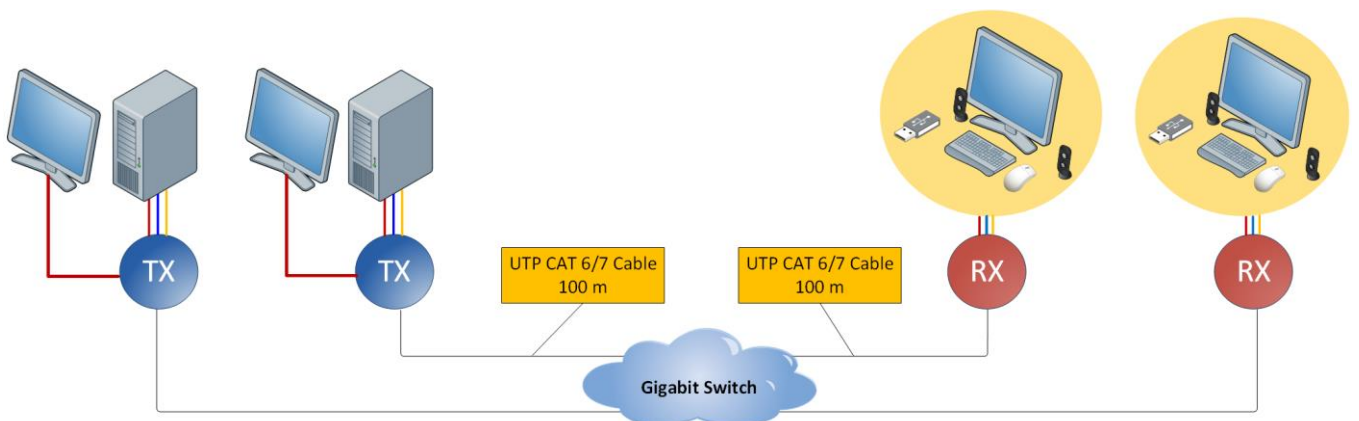 TX
TX
UTP CAT 6/7 Cable
100 m
UTP CAT 6/7 Cable
100 m
RX
RX
Gigabit Switch